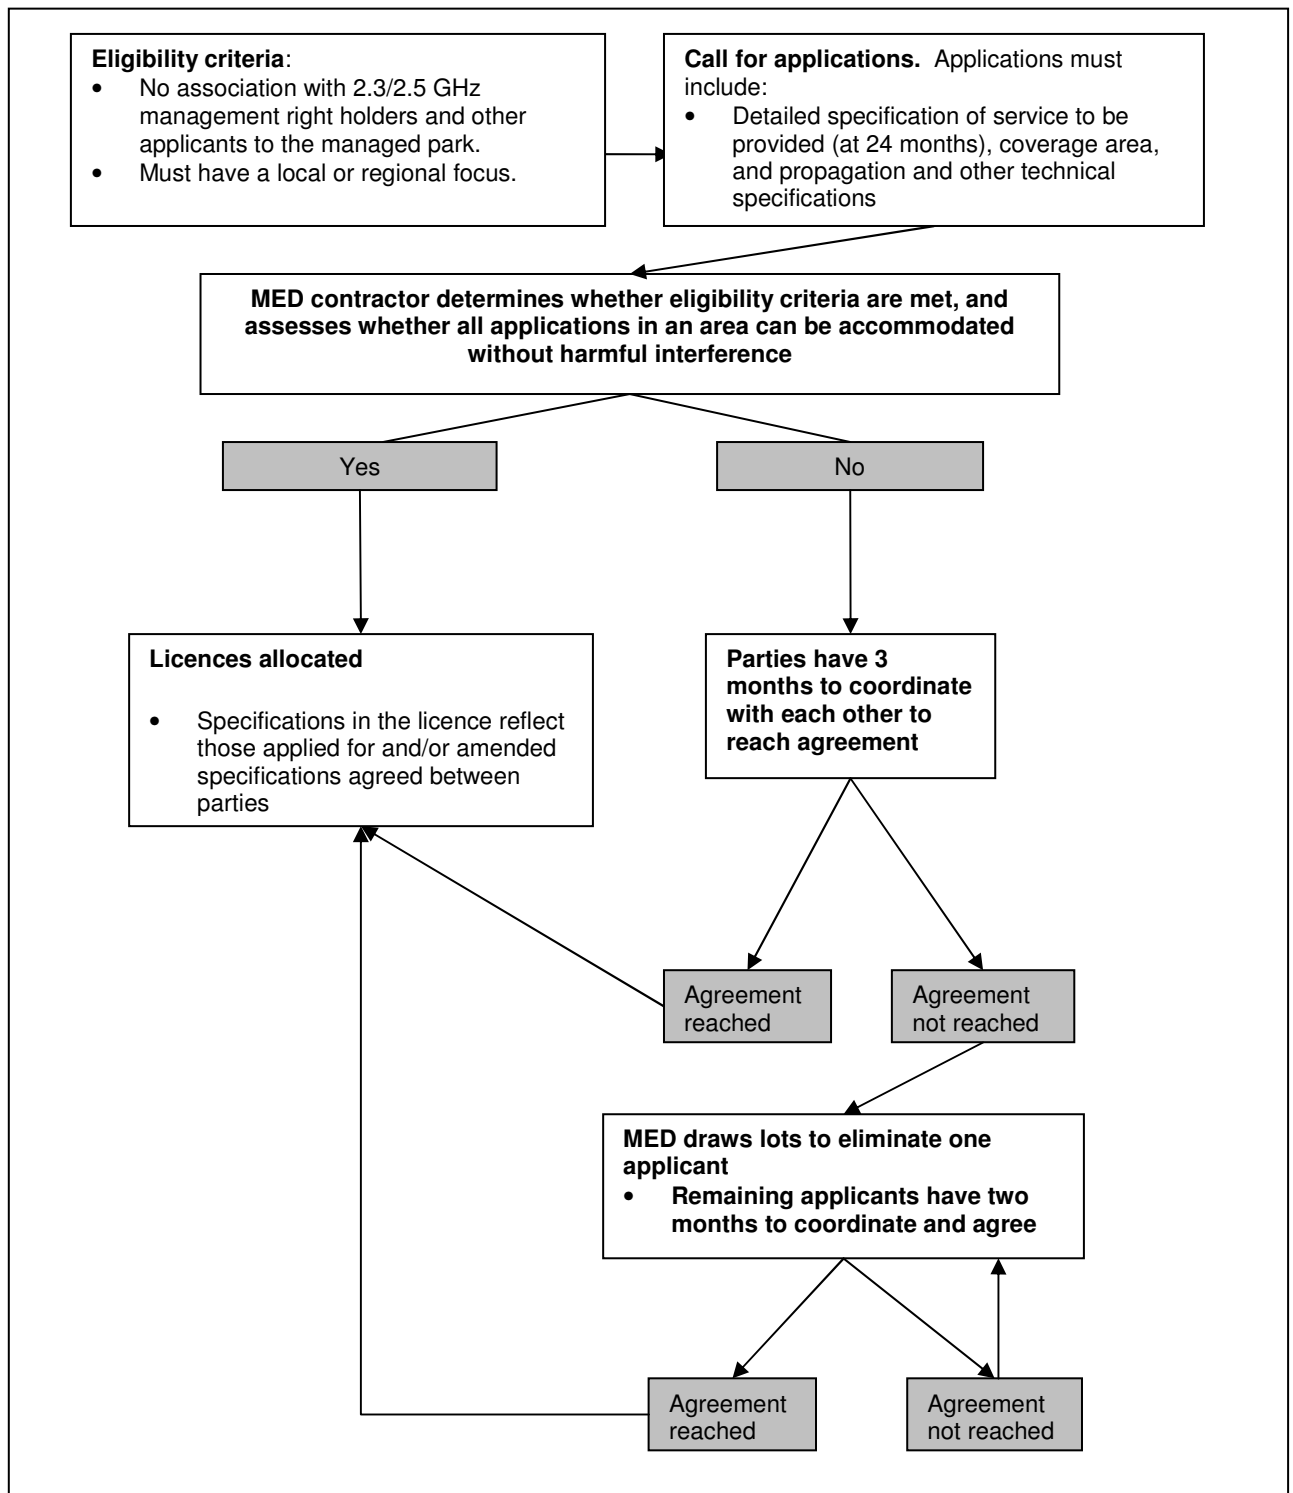 Eligibility criteria:
• No association with 2.3/2.5 GHz
management right holders and other
applicants to the managed park.
• Must have a local or regional focus.
Call for applications. Applications must
include:
• Detailed specification of service to be
provided (at 24 months), coverage area,
and propagation and other technical
specifications
MED contractor determines whether eligibility criteria are met, and
assesses whether all applications in an area can be accommodated
without harmful interference
Yes
No
Licences allocated
• Specifications in the licence reflect
those applied for and/or amended
specifications agreed between
parties
Parties have 3
months to coordinate
with each other to
reach agreement
Agreement
reached
Agreement
not reached
MED draws lots to eliminate one
applicant
• Remaining applicants have two
months to coordinate and agree
Agreement
reached
Agreement
not reached